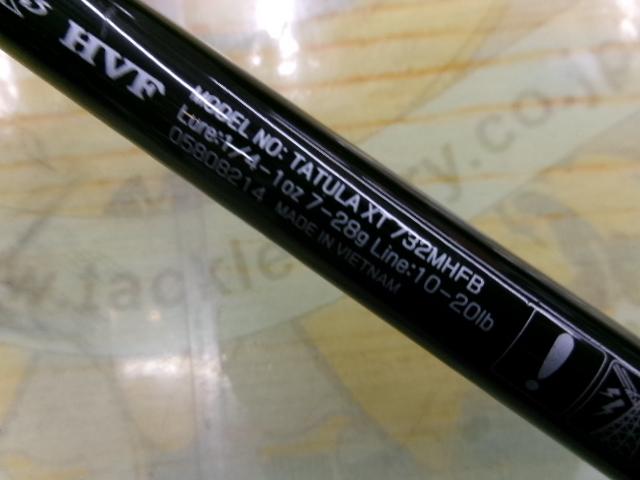 HVF
MODEL NO: TATULA XT 732MHFB
Lure:1/4-1oz 7-28g Line:10-20lb
05808214 MADE IN VIETNAM